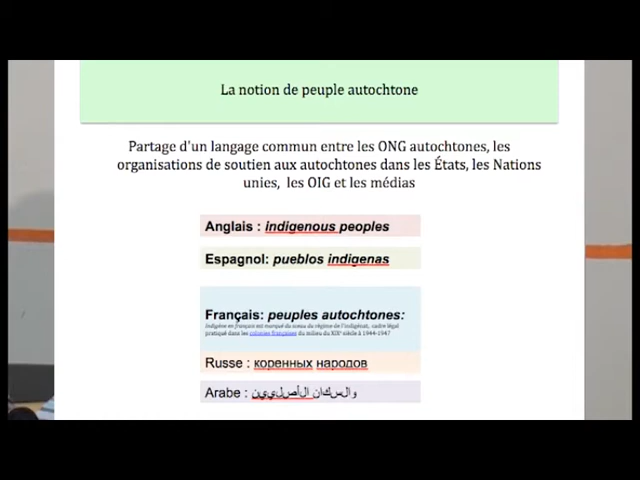 La notion de peuple autochtone
Partage d'un langage commun entre les ONG autochtones, les
organisations de soutien aux autochtones dans les États, les Nations
unies, les OIG et les médias
Anglais : indigenous peoples
Espagnol: pueblos indigenas
Français: peuples autochtones:
Indigène en français est marqué du sceau du régime de l'indigénat, cadre légal
pratiqué dans les colonies françaises du milieu du XIXe siècle à 1944-1947
Russe : коренных народов
Arabe : والسكان الأصليين